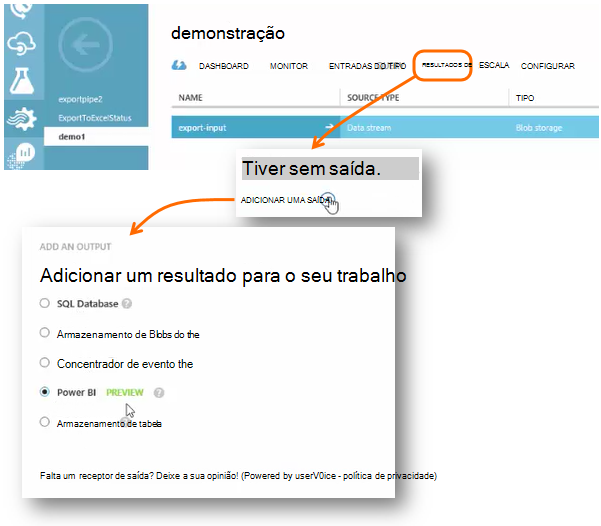 demonstração
DASHBOARD MONITOR ENTRADAS DO TIPO RESULTADOS DE ESCALA CONFIGURAR
exportpipe2
ExportToExcelStatus
demo1
NAME SOURCE TYPE TIPO
export-input Data stream Blob storage
Tiver sem saída.
ADICIONAR UMA SAÍDA
ADD AN OUTPUT
Adicionar um resultado para o seu trabalho
SQL Database
Armazenamento de Blobs do the
Concentrador de evento the
Power BI PREVIEW
Armazenamento de tabela
Falta um receptor de saída? Deixe a sua opinião! (Powered by userV0ice - política de privacidade)